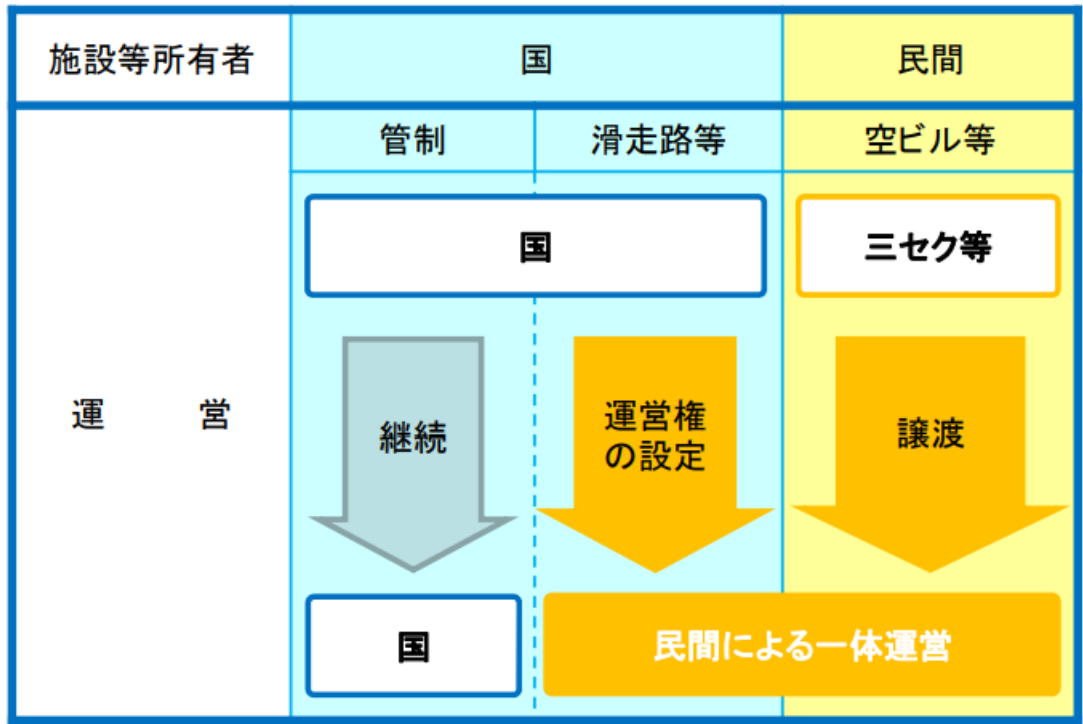 施設等所有者
国
民間
管制
滑走路等
空ビル等
国
三セク等
運 営
継続
運営権
の設定
譲渡
国
民間による一体運営